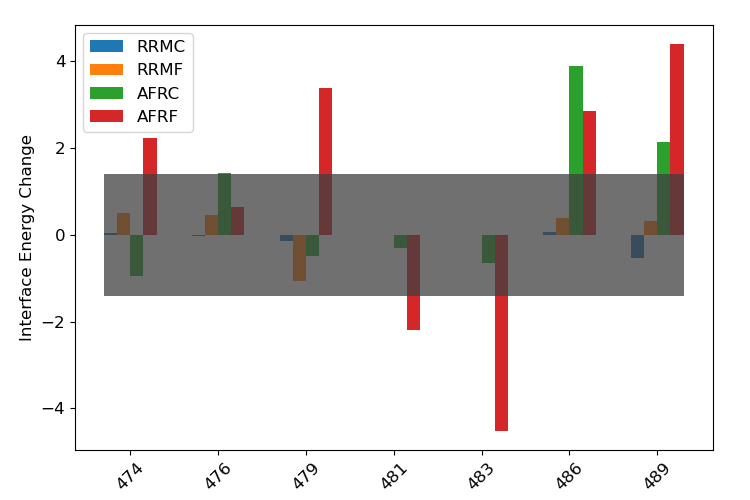 RRMC
RRMF
AFRC
AFRF
Interface Energy Change
4
2
0
−2
−4
474
476
479
481
483
486
489